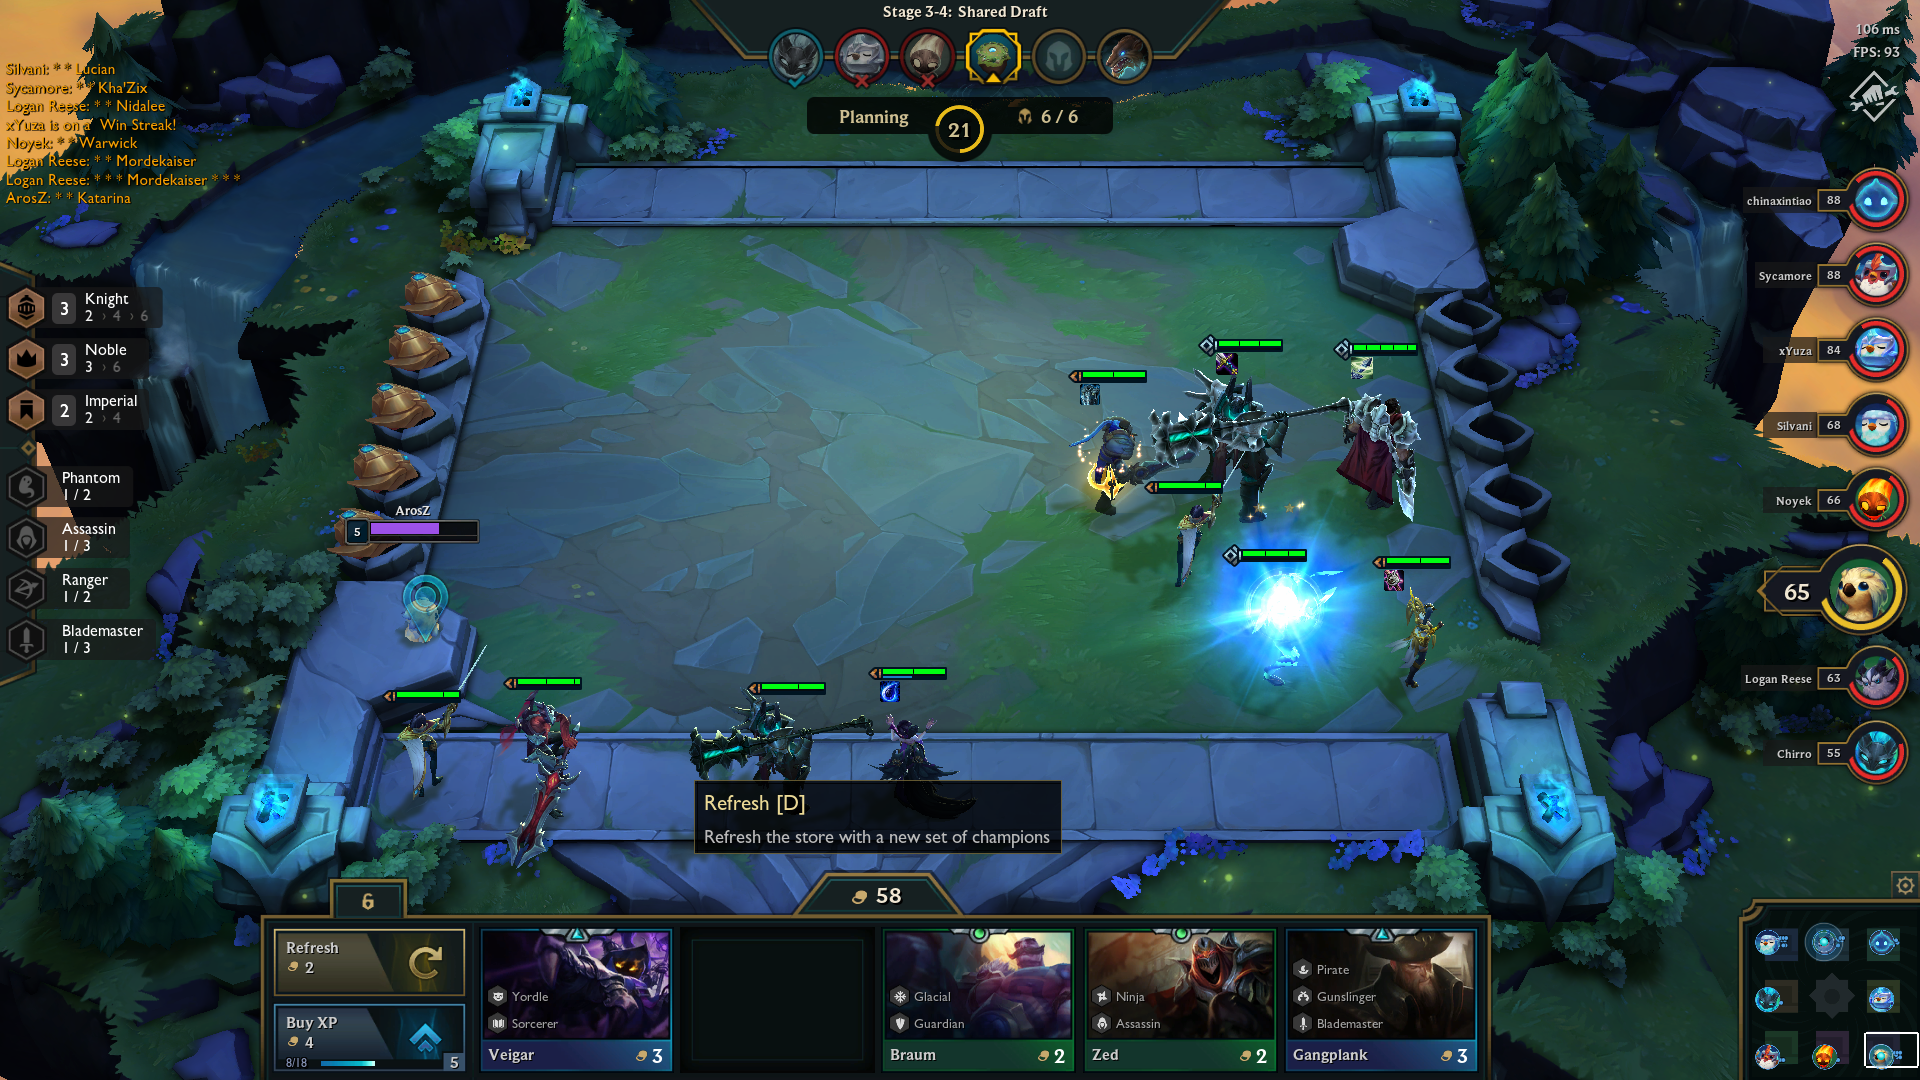 Stage 3-4: Shared Draft
106 ms
FPS: 93
Planning
21
6 / 6
Silvani: * * Lucian
Sycamore: * * Kha'Zix
Logan Reese: * * Nidalee
xYuza is on a Win Streak!
Noyek: * * Warwick
Logan Reese: * * Mordekaiser
Logan Reese: * * * Mordekaiser * * *
ArosZ: * * Katarina
3
Knight
2 › 4 › 6
3
Noble
3 › 6
2
Imperial
2 › 4
Phantom
1 / 2
Assassin
1 / 3
Ranger
1 / 2
Blademaster
1 / 3
chinaxintiao
88
Sycamore
88
xYuza
84
Silvani
68
Noyek
66
65
Logan Reese
63
Chirro
55
ArosZ
5
Refresh [D]
Refresh the store with a new set of champions
6
58
Refresh
2
Buy XP
4
8/18
5
Yordle
Sorcerer
Veigar
3
Glacial
Guardian
Braum
2
Ninja
Assassin
Zed
2
Pirate
Gunslinger
Blademaster
Gangplank
3